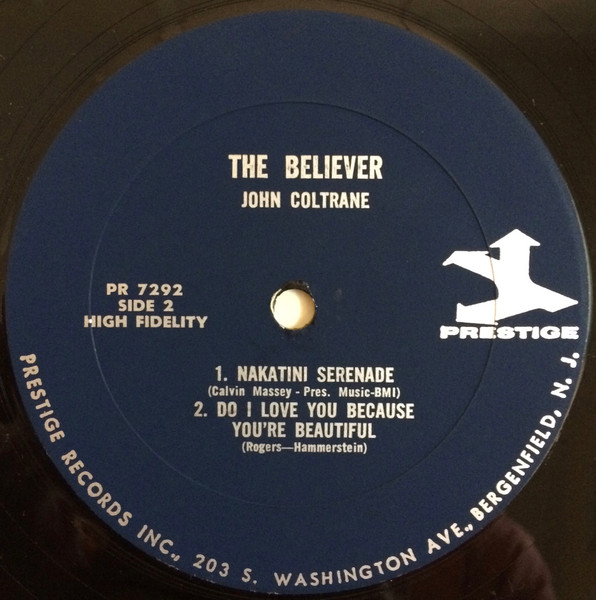 THE BELIEVER
JOHN COLTRANE
PR 7292
SIDE 2
HIGH FIDELITY
PRESTIGE
1. NAKATINI SERENADE
(Calvin Massey - Pres. Music-BMI)
2. DO I LOVE YOU BECAUSE
YOU'RE BEAUTIFUL
(Rogers—Hammerstein)
PRESTIGE RECORDS INC., 203 S. WASHINGTON AVE., BERGENFIELD, N. J.